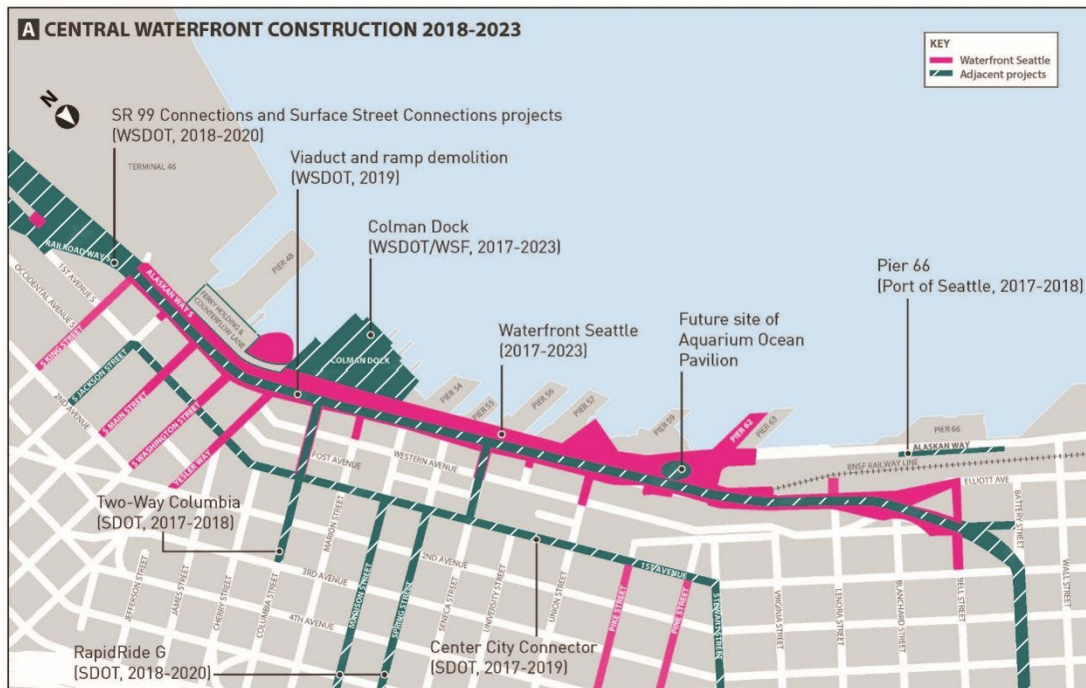 A CENTRAL WATERFRONT CONSTRUCTION 2018-2023
KEY
Waterfront Seattle
Adjacent projects
N
SR 99 Connections and Surface Street Connections projects
(WSDOT, 2018-2020)
TERMINAL 46
Viaduct and ramp demolition
(WSDOT, 2019)
Colman Dock
(WSDOT/WSF, 2017-2023)
Pier 66
(Port of Seattle, 2017-2018)
Waterfront Seattle
(2017-2023)
Future site of
Aquarium Ocean
Pavilion
RAILROAD WAY S
1ST AVENUE S
OCCIDENTAL AVENUE S
ALASKAN WAY S
FERRY HOLDING &
COUNTERFLOW LANE
PIER 48
COLMAN DOCK
PIER 54
PIER 55
PIER 56
PIER 57
PIER 59
PIER 62
PIER 63
PIER 66
ALASKAN WAY
BNSF RAILWAY LINE
ELLIOTT AVE
S KING STREET
S JACKSON STREET
2ND AVENUE
S MAIN STREET
S WASHINGTON STREET
YESLER WAY
POST AVENUE
WESTERN AVENUE
Two-Way Columbia
(SDOT, 2017-2018)
JEFFERSON STREET
JAMES STREET
CHERRY STREET
COLUMBIA STREET
MARION STREET
3RD AVENUE
4TH AVENUE
MADISON STREET
SPRING STREET
2ND AVENUE
SENECA STREET
UNIVERSITY STREET
UNION STREET
1ST AVENUE
PIKE STREET
PINE STREET
VIRGINIA STREET
LENORA STREET
BLANCHARD STREET
BELL STREET
BATTERY STREET
WALL STREET
RapidRide G
(SDOT, 2018-2020)
Center City Connector
(SDOT, 2017-2019)